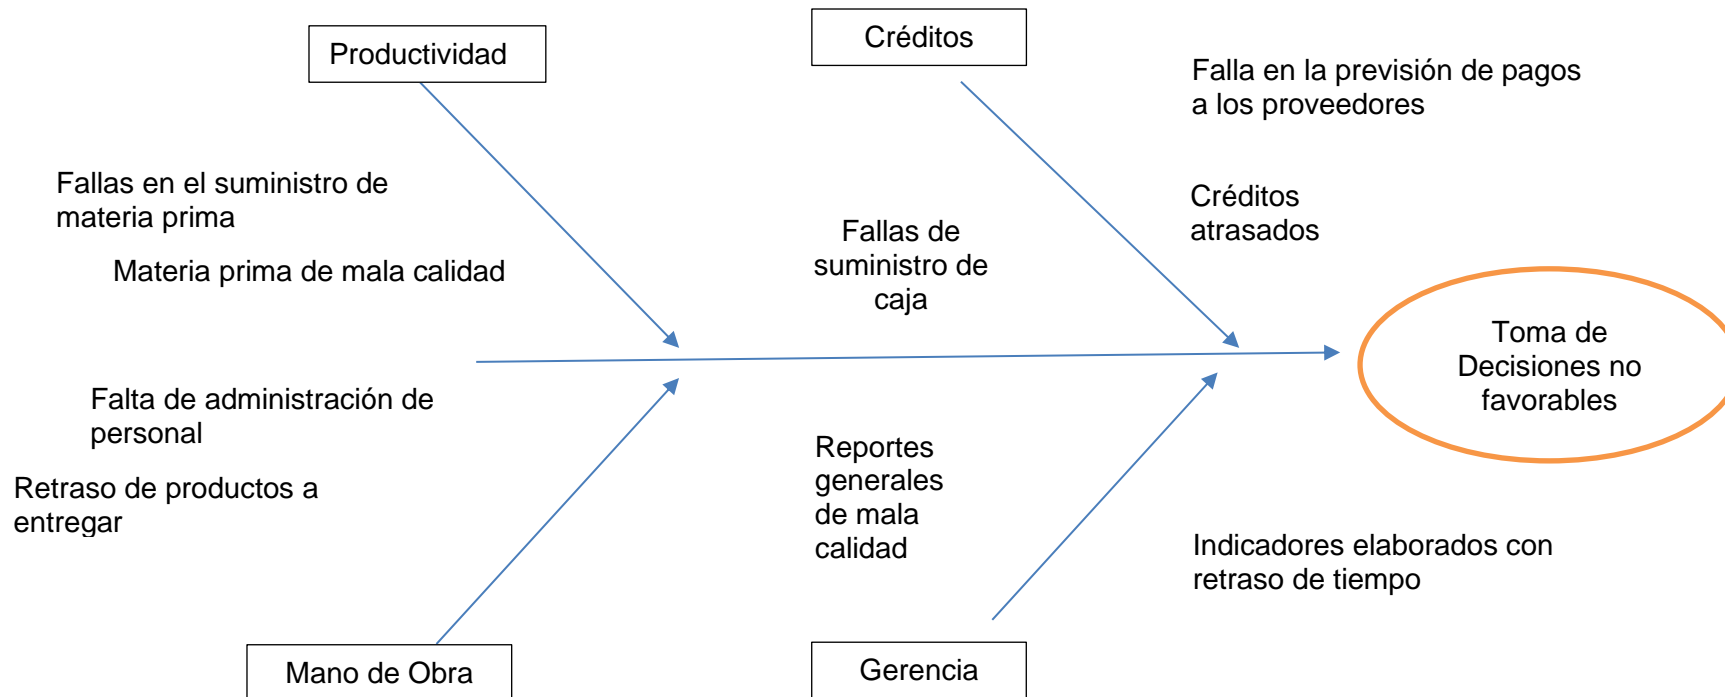 Productividad
Créditos
Falla en la previsión de pagos
a los proveedores
Fallas en el suministro de
materia prima
Créditos
atrasados
Materia prima de mala calidad
Fallas de
suministro de
caja
Toma de
Decisiones no
favorables
Falta de administración de
personal
Retraso de productos a
entregar
Reportes
generales
de mala
calidad
Indicadores elaborados con
retraso de tiempo
Mano de Obra
Gerencia